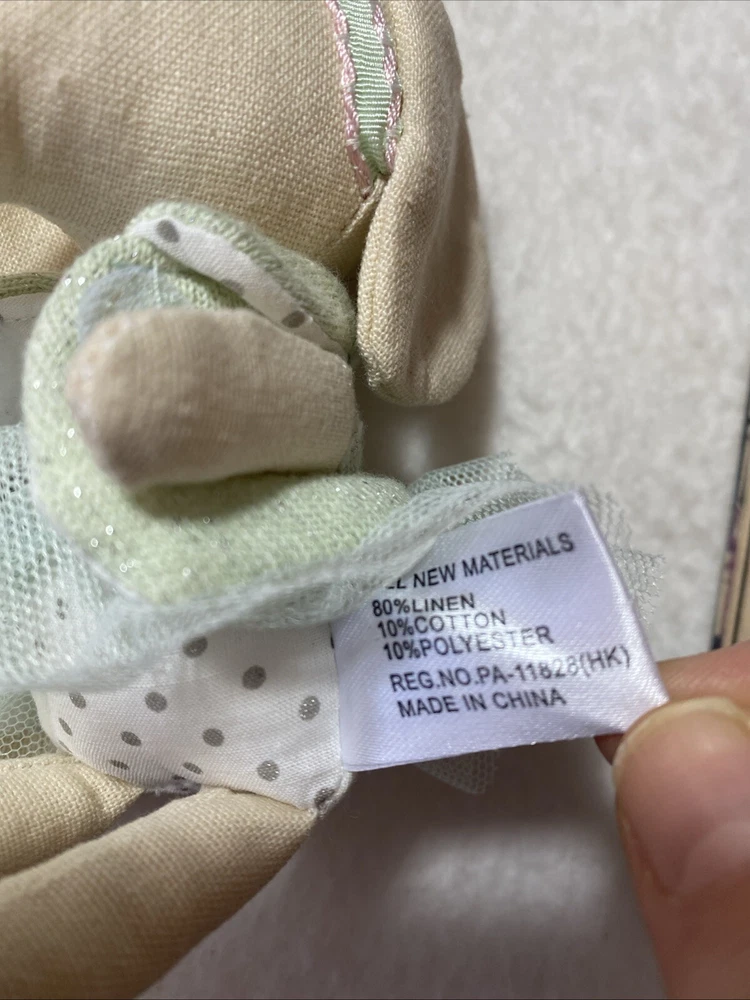 NEW MATERIALS
80%LINEN
10%COTTON
10%POLYESTER
REG.NO.PA-11828(HK)
MADE IN CHINA